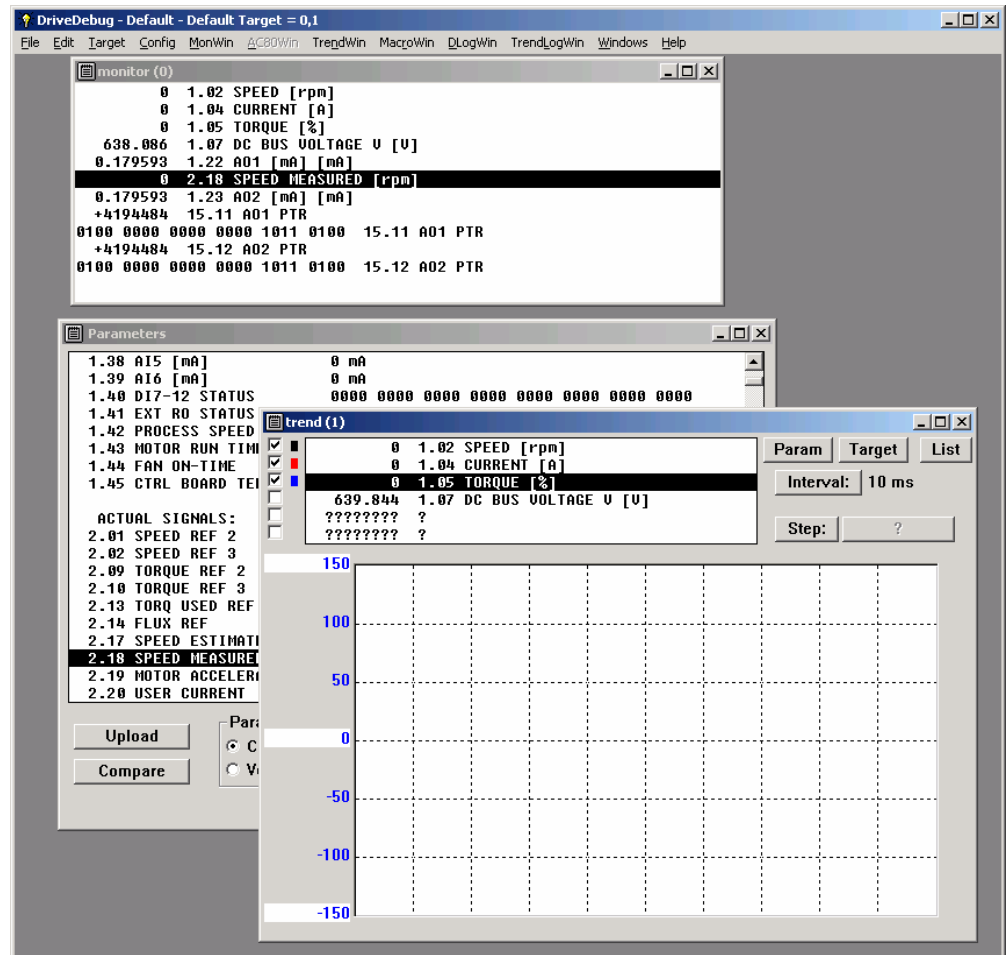 DriveDebug - Default - Default Target = 0,1
File Edit Target Config MonWin AC80Win TrendWin MacroWin DLogWin TrendLogWin Windows Help
monitor (0)
0 1.02 SPEED [rpm]
0 1.04 CURRENT [A]
0 1.05 TORQUE [%]
638.086 1.07 DC BUS VOLTAGE V [V]
0.179593 1.22 AO1 [mA] [mA]
0 2.18 SPEED MEASURED [rpm]
0.179593 1.23 AO2 [mA] [mA]
+4194484 15.11 AO1 PTR
0100 0000 0000 0000 1011 0100 15.11 AO1 PTR
+4194484 15.12 AO2 PTR
0100 0000 0000 0000 1011 0100 15.12 AO2 PTR
Parameters
1.38 AI5 [mA] 0 mA
1.39 AI6 [mA] 0 mA
1.40 DI7-12 STATUS 0000 0000 0000 0000 0000 0000 0000 0000
1.41 EXT RO STATUS
1.42 PROCESS SPEED
1.43 MOTOR RUN TIM
1.44 FAN ON-TIME
1.45 CTRL BOARD TE
ACTUAL SIGNALS:
2.01 SPEED REF 2
2.02 SPEED REF 3
2.09 TORQUE REF 2
2.10 TORQUE REF 3
2.13 TORQ USED REF
2.14 FLUX REF
2.17 SPEED ESTIMAT
2.18 SPEED MEASURE
2.19 MOTOR ACCELER
2.20 USER CURRENT
Upload
Compare
Para
C
Ve
trend (1)
0 1.02 SPEED [rpm]
0 1.04 CURRENT [A]
0 1.05 TORQUE [%]
639.844 1.07 DC BUS VOLTAGE V [V]
???????? ?
???????? ?
Param Target List
Interval: 10 ms
Step: ?
150
100
50
0
-50
-100
-150